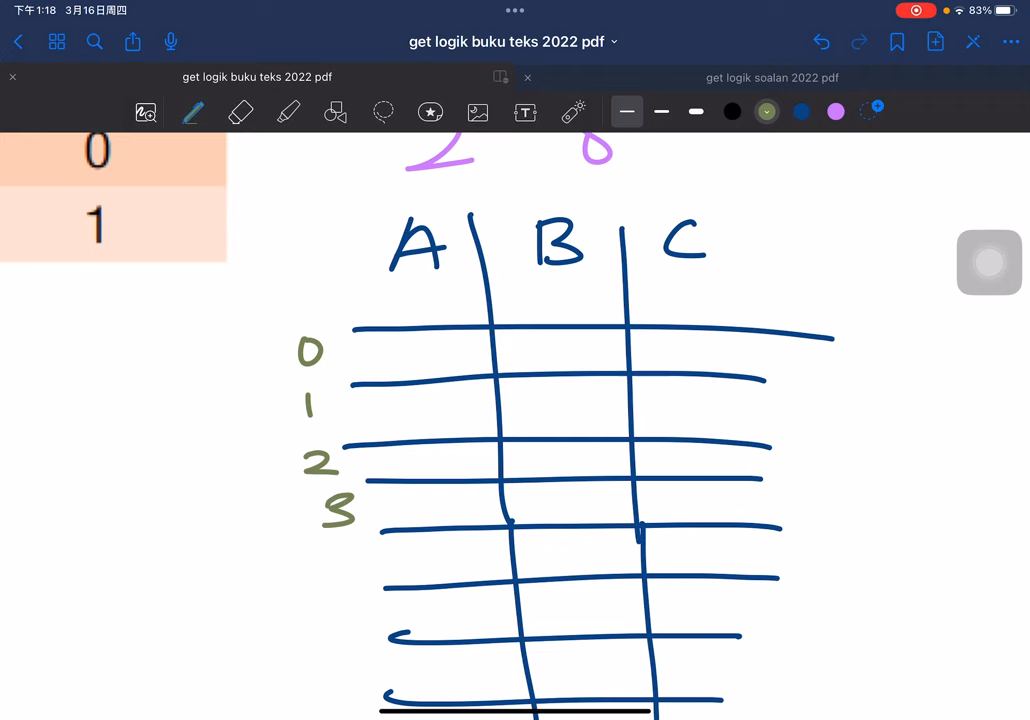 下午1:18 3月16日周四 83%
get logik buku teks 2022 pdf
get logik buku teks 2022 pdf get logik soalan 2022 pdf
T
0
1
A B C
0
1
2
3